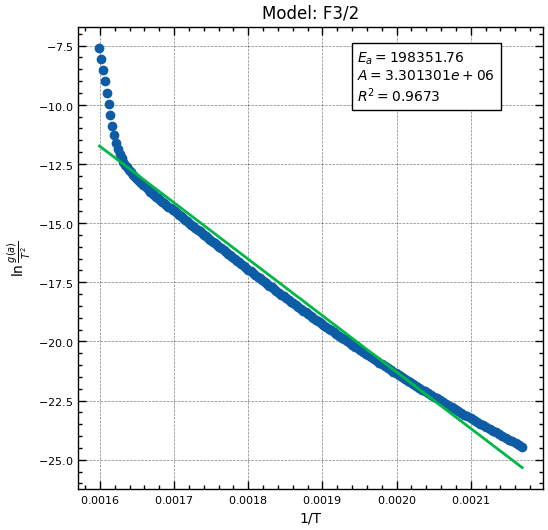 Model: F3/2
E_a = 198351.76
A = 3.301301e + 06
R^2 = 0.9673
−7.5
−10.0
−12.5
−15.0
−17.5
−20.0
−22.5
−25.0
ln g(a)/T^2
0.0016 0.0017 0.0018 0.0019 0.0020 0.0021
1/T